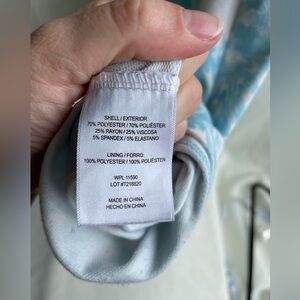 SHELL / EXTERIOR
70% POLYESTER / 70% POLIÉSTER
25% RAYON / 25% VISCOSA
5% SPANDEX / 5% ELASTANO
LINING / FORRO:
100% POLYESTER / 100% POLIÉSTER
WPL 11590
LOT #7218820
MADE IN CHINA
HECHO EN CHINA